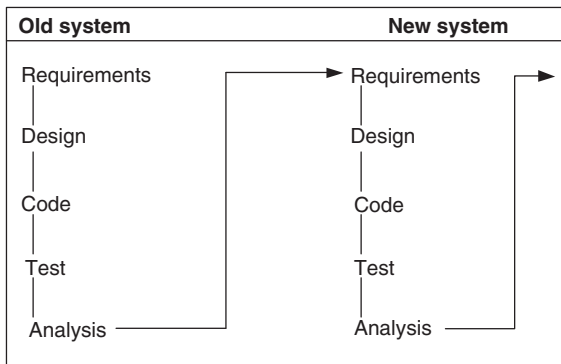 Old system
New system
Requirements
Design
Code
Test
Analysis
Requirements
Design
Code
Test
Analysis